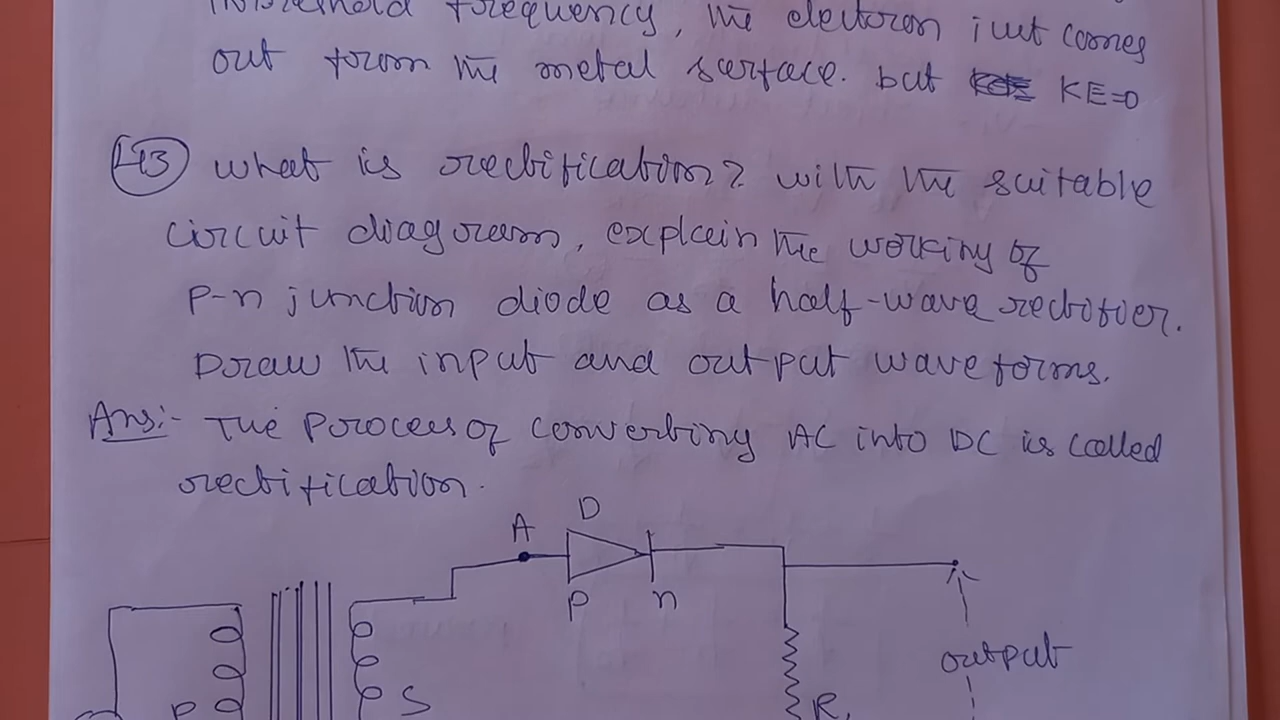 threshold frequency, the electron just comes
out from the metal surface. but KE=0
43 what is rectification? with the suitable
circuit diagram, explain the working of
p-n junction diode as a half-wave rectifier.
Draw the input and output waveforms.
Ans:- The process of converting AC into DC is called
rectification.
A D
P n
output
P S R